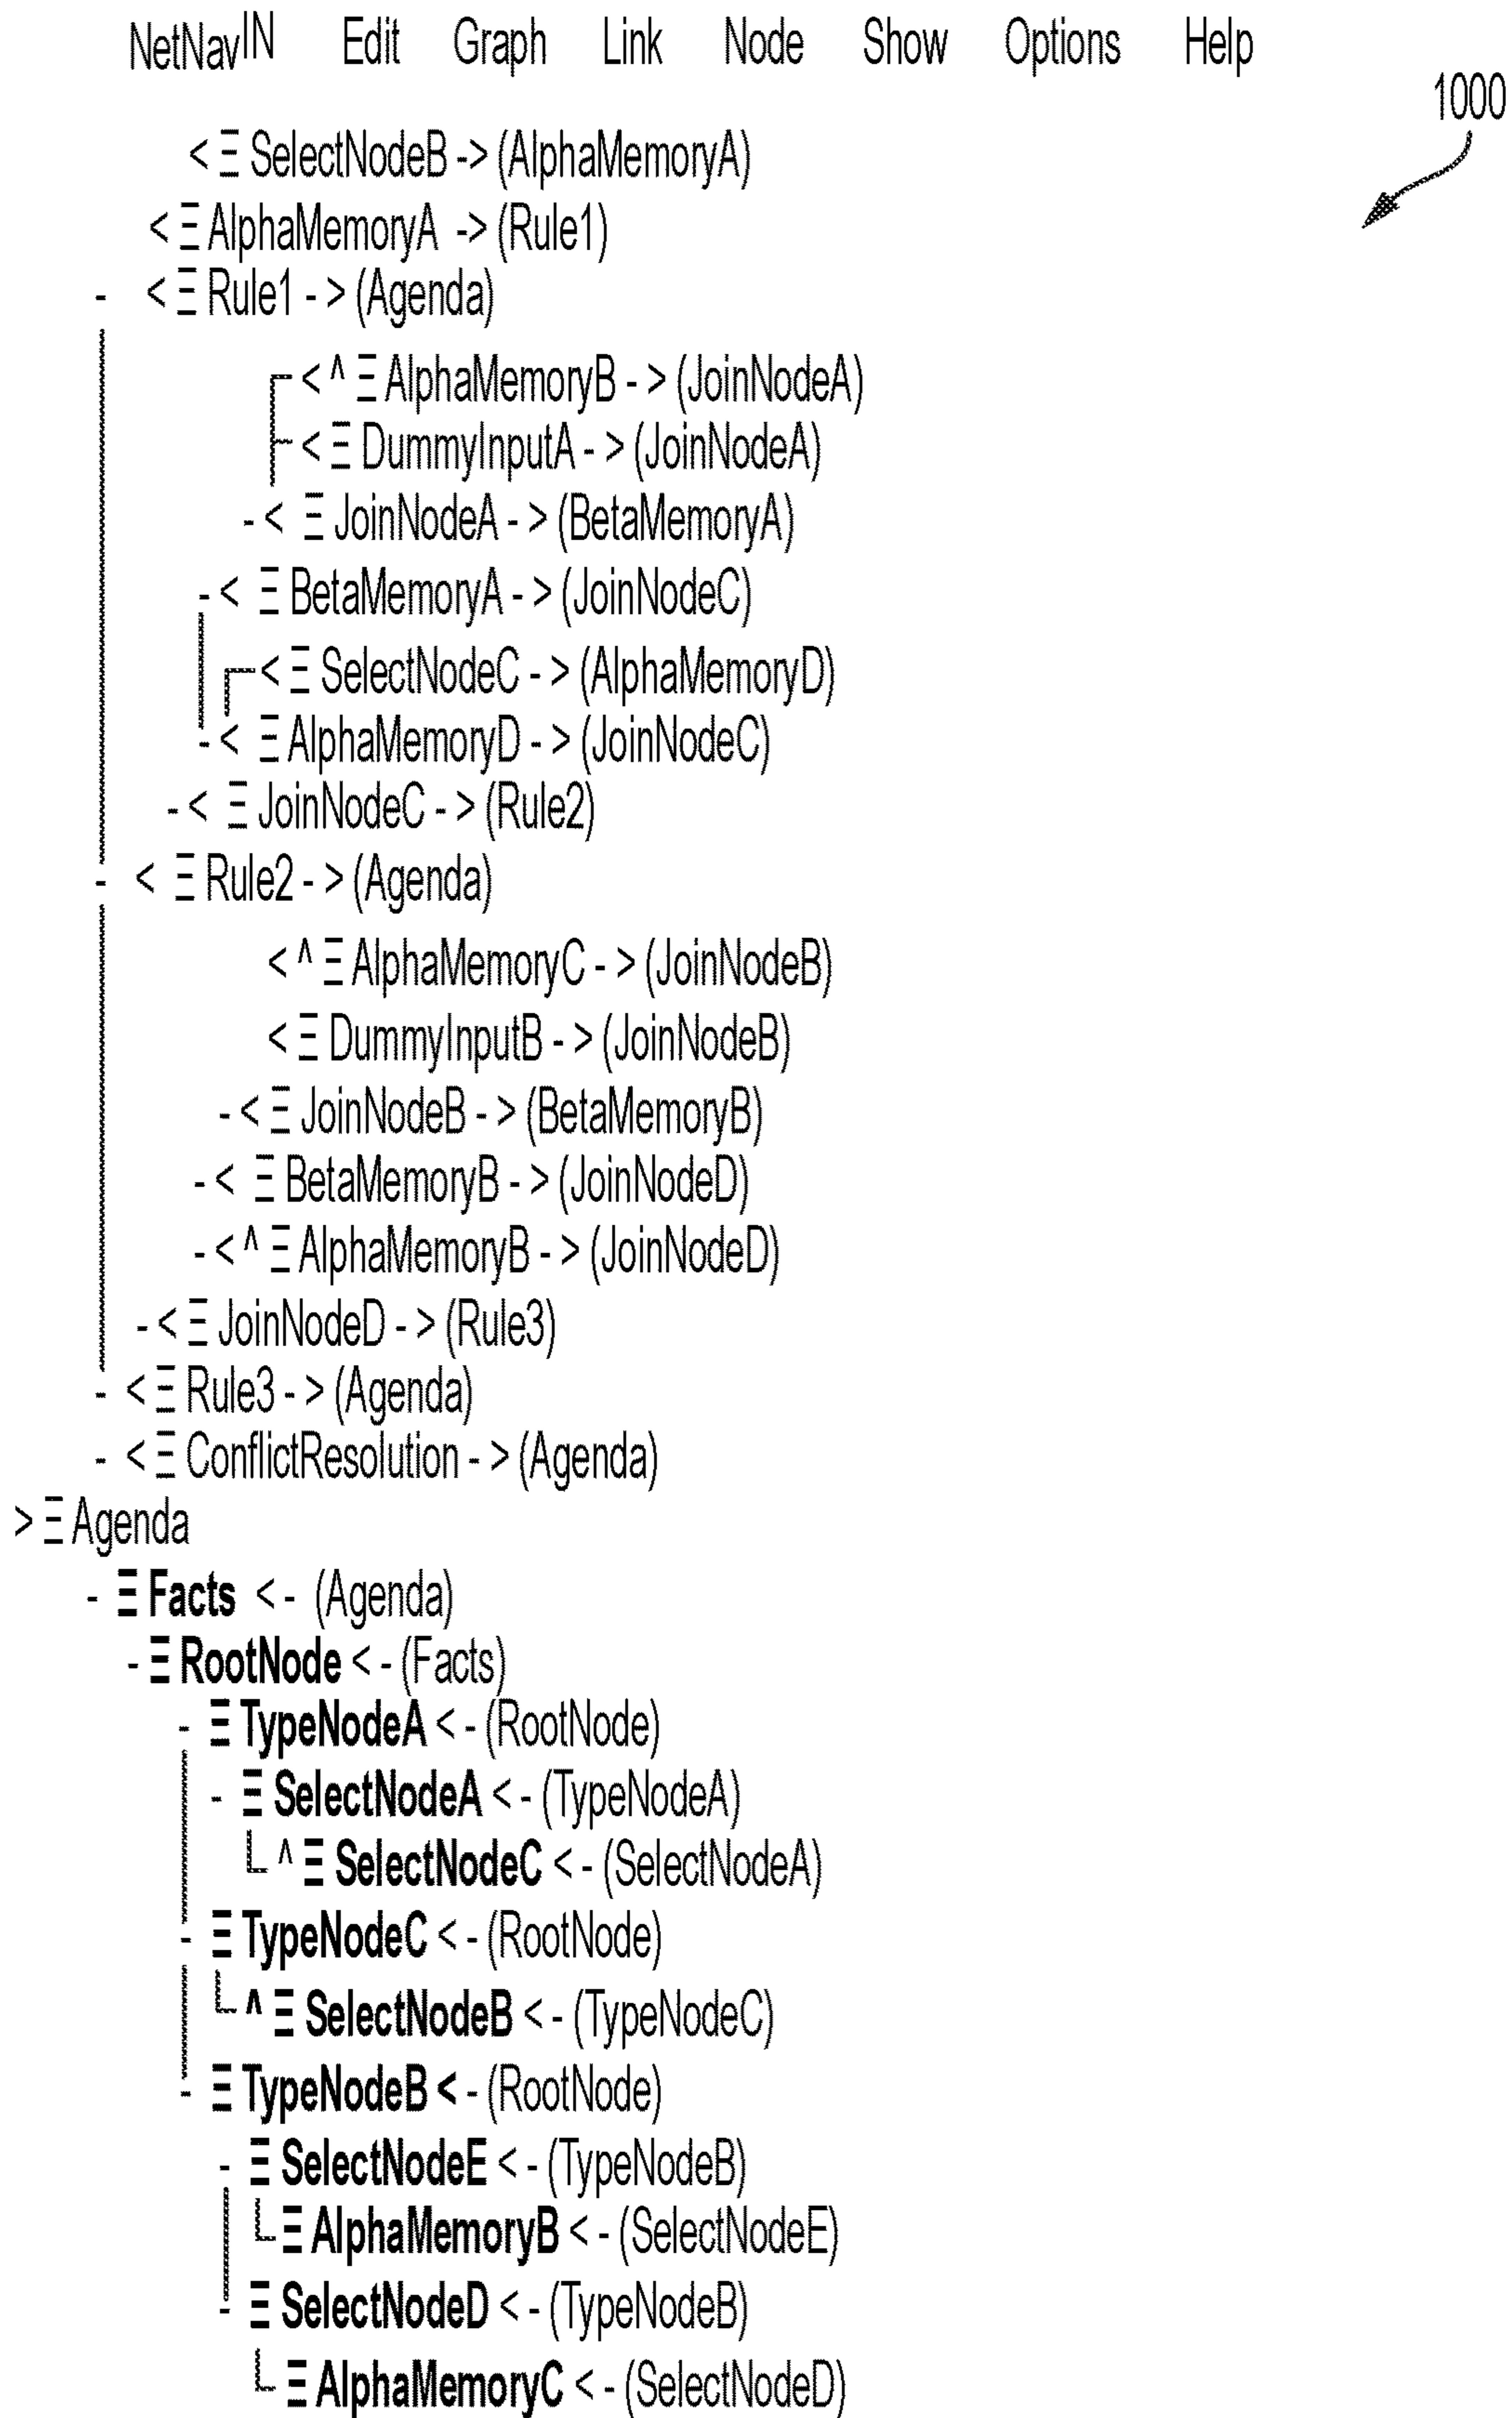 NetNavIN Edit Graph Link Node Show Options Help
1000
< Ξ SelectNodeB -> (AlphaMemoryA)
< Ξ AlphaMemoryA -> (Rule1)
- < Ξ Rule1 - > (Agenda)
< ^ Ξ AlphaMemoryB - > (JoinNodeA)
< Ξ DummyInputA - > (JoinNodeA)
- < Ξ JoinNodeA - > (BetaMemoryA)
- < Ξ BetaMemoryA - > (JoinNodeC)
< Ξ SelectNodeC - > (AlphaMemoryD)
- < Ξ AlphaMemoryD - > (JoinNodeC)
- < Ξ JoinNodeC - > (Rule2)
- < Ξ Rule2 - > (Agenda)
< ^ Ξ AlphaMemoryC - > (JoinNodeB)
< Ξ DummyInputB - > (JoinNodeB)
- < Ξ JoinNodeB - > (BetaMemoryB)
- < Ξ BetaMemoryB - > (JoinNodeD)
- < ^ Ξ AlphaMemoryB - > (JoinNodeD)
- < Ξ JoinNodeD - > (Rule3)
- < Ξ Rule3 - > (Agenda)
- < Ξ ConflictResolution - > (Agenda)
> Ξ Agenda
- Ξ Facts < - (Agenda)
- Ξ RootNode < - (Facts)
- Ξ TypeNodeA < - (RootNode)
- Ξ SelectNodeA < - (TypeNodeA)
^ Ξ SelectNodeC < - (SelectNodeA)
- Ξ TypeNodeC < - (RootNode)
^ Ξ SelectNodeB < - (TypeNodeC)
- Ξ TypeNodeB < - (RootNode)
- Ξ SelectNodeE < - (TypeNodeB)
Ξ AlphaMemoryB < - (SelectNodeE)
- Ξ SelectNodeD < - (TypeNodeB)
Ξ AlphaMemoryC < - (SelectNodeD)